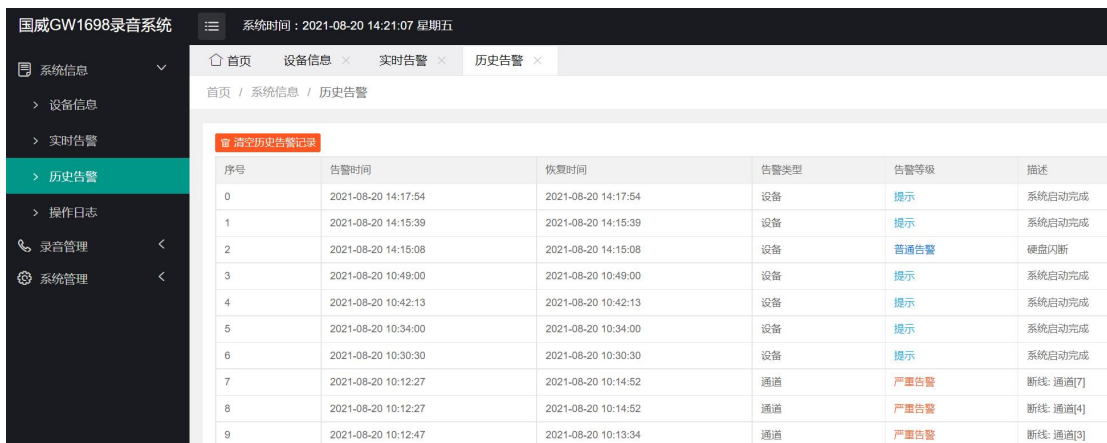 国威GW1698录音系统
系统时间：2021-08-20 14:21:07 星期五
系统信息
设备信息
实时告警
历史告警
操作日志
录音管理
系统管理
首页 设备信息 实时告警 历史告警
首页 / 系统信息 / 历史告警
清空历史告警记录
序号 告警时间 恢复时间 告警类型 告警等级 描述
0 2021-08-20 14:17:54 2021-08-20 14:17:54 设备 提示 系统启动完成
1 2021-08-20 14:15:39 2021-08-20 14:15:39 设备 提示 系统启动完成
2 2021-08-20 14:15:08 2021-08-20 14:15:08 设备 普通告警 硬盘闪断
3 2021-08-20 10:49:00 2021-08-20 10:49:00 设备 提示 系统启动完成
4 2021-08-20 10:42:13 2021-08-20 10:42:13 设备 提示 系统启动完成
5 2021-08-20 10:34:00 2021-08-20 10:34:00 设备 提示 系统启动完成
6 2021-08-20 10:30:30 2021-08-20 10:30:30 设备 提示 系统启动完成
7 2021-08-20 10:12:27 2021-08-20 10:14:52 通道 严重告警 断线: 通道[7]
8 2021-08-20 10:12:27 2021-08-20 10:14:52 通道 严重告警 断线: 通道[4]
9 2021-08-20 10:12:47 2021-08-20 10:13:34 通道 严重告警 断线: 通道[3]